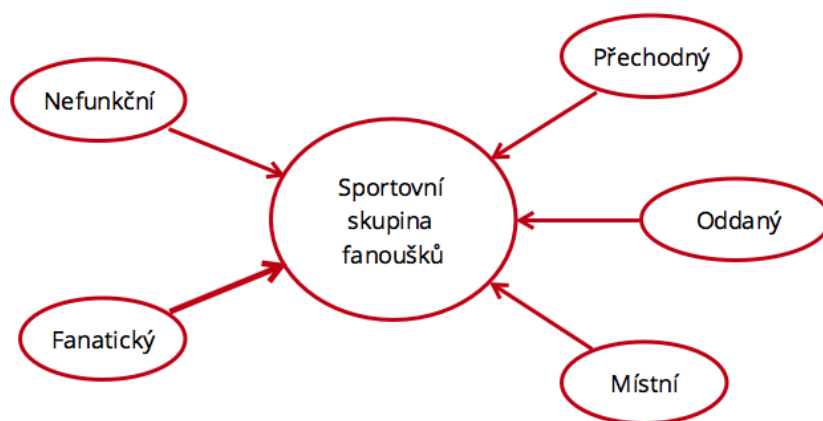 Přechodný
Nefunkční
Sportovní
skupina
fanoušků
Oddaný
Fanatický
Místní